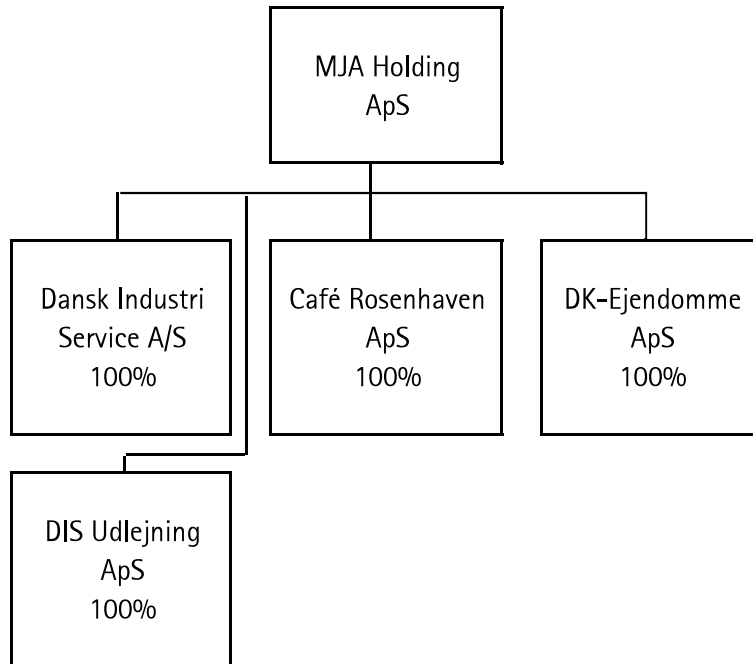 MJA Holding
ApS
Dansk Industri
Service A/S
100%
Café Rosenhaven
ApS
100%
DK-Ejendomme
ApS
100%
DIS Udlejning
ApS
100%